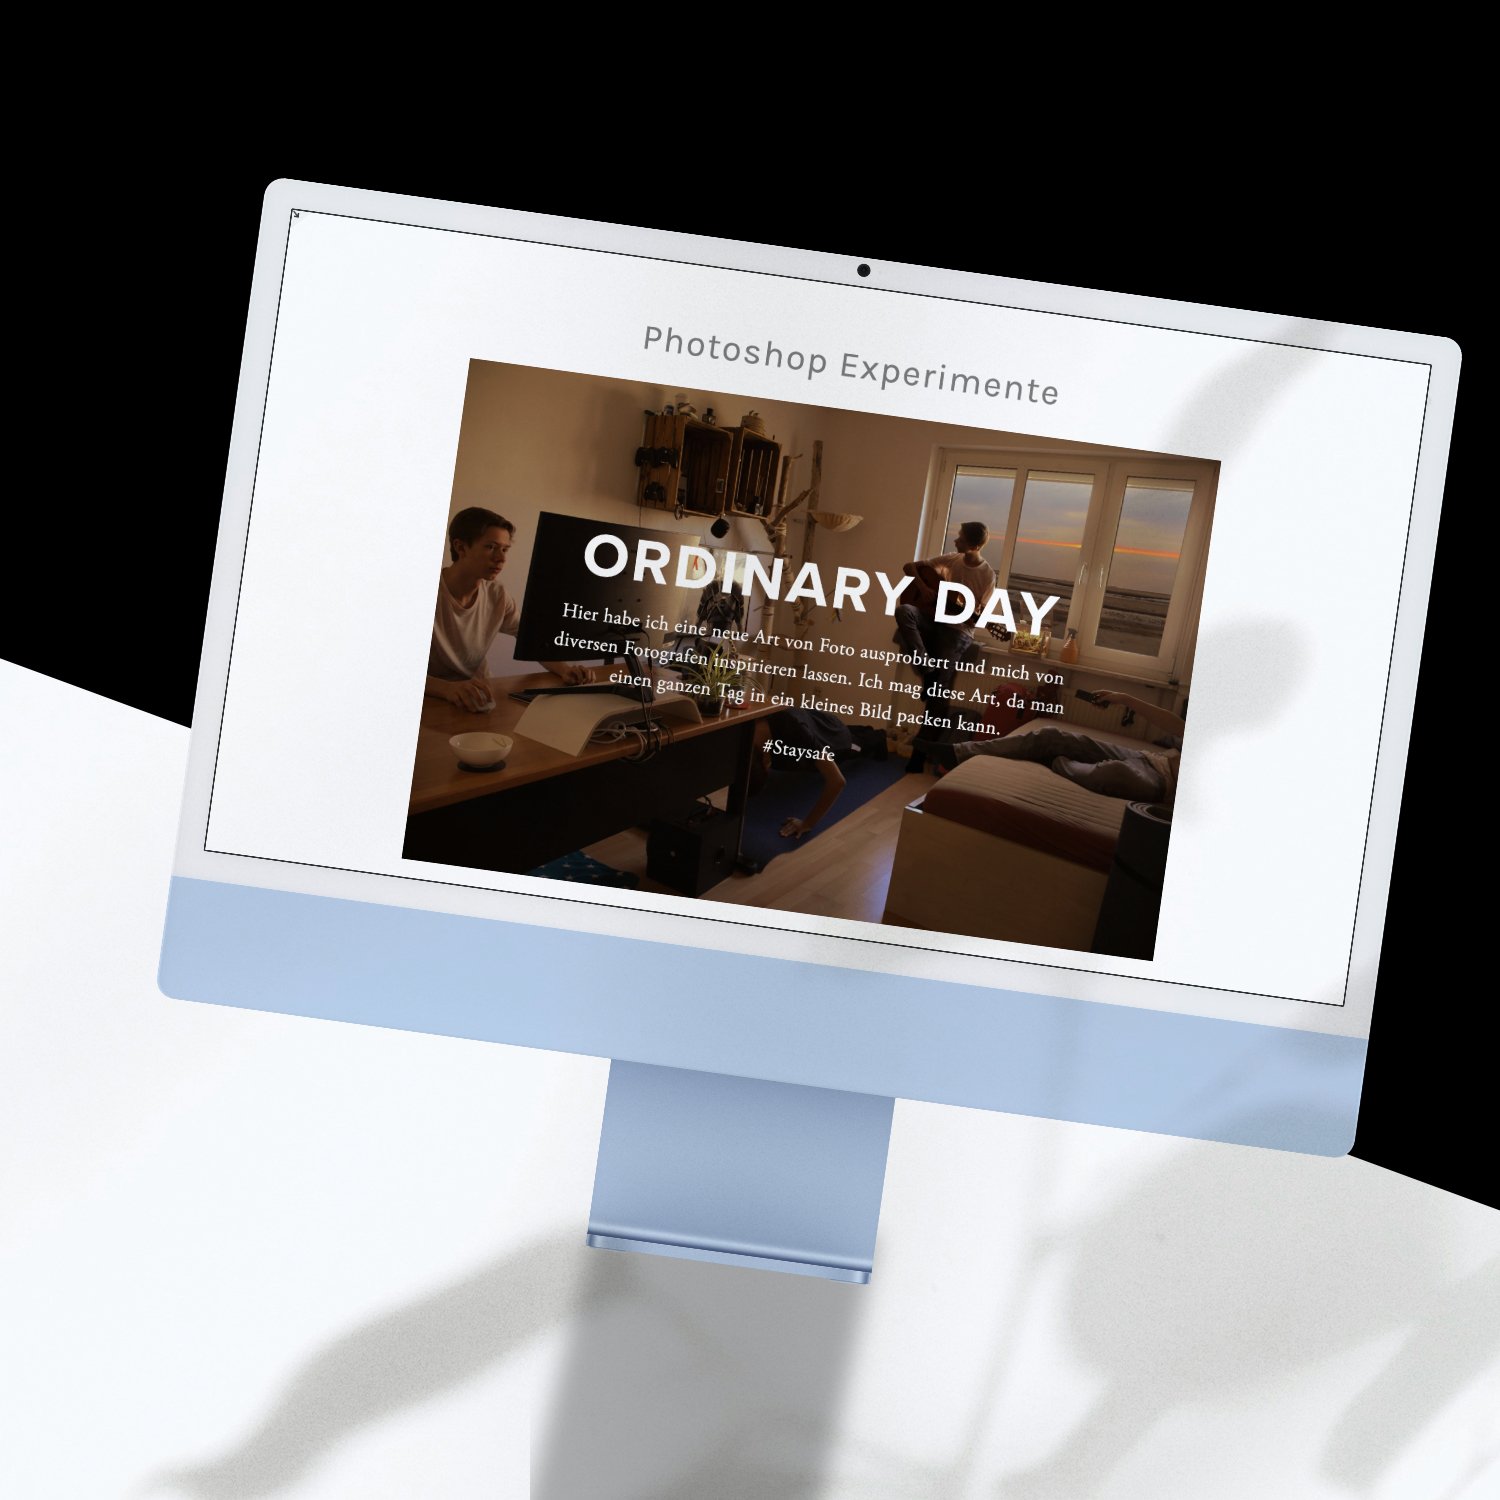 Photoshop Experimente
ORDINARY DAY
Hier habe ich eine neue Art von Foto ausprobiert und mich von
diversen Fotografen inspirieren lassen. Ich mag diese Art, da man
einen ganzen Tag in ein kleines Bild packen kann.
#Staysafe